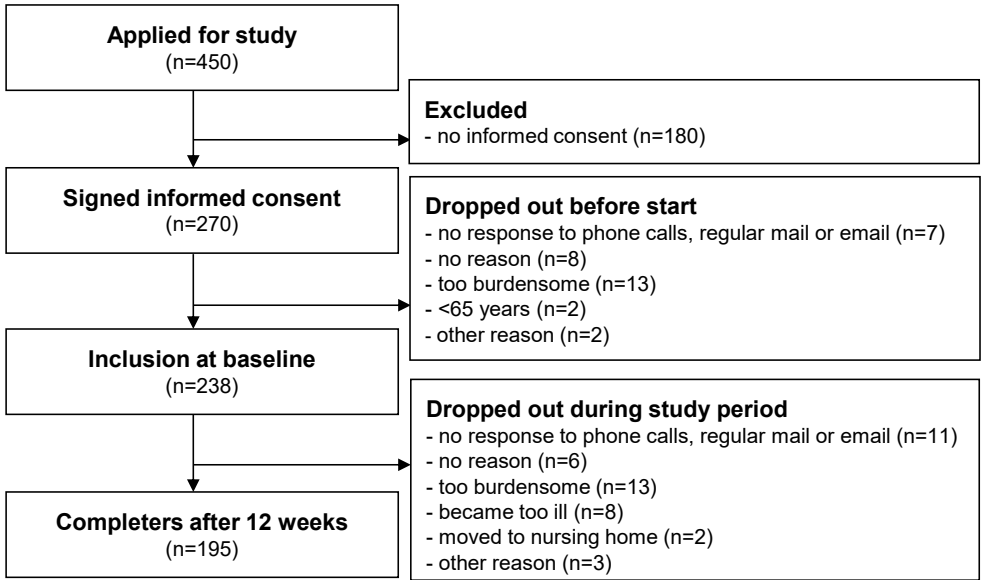 Applied for study
(n=450)
Excluded
- no informed consent (n=180)
Signed informed consent
(n=270)
Dropped out before start
- no response to phone calls, regular mail or email (n=7)
- no reason (n=8)
- too burdensome (n=13)
- <65 years (n=2)
- other reason (n=2)
Inclusion at baseline
(n=238)
Dropped out during study period
- no response to phone calls, regular mail or email (n=11)
- no reason (n=6)
- too burdensome (n=13)
- became too ill (n=8)
- moved to nursing home (n=2)
- other reason (n=3)
Completers after 12 weeks
(n=195)